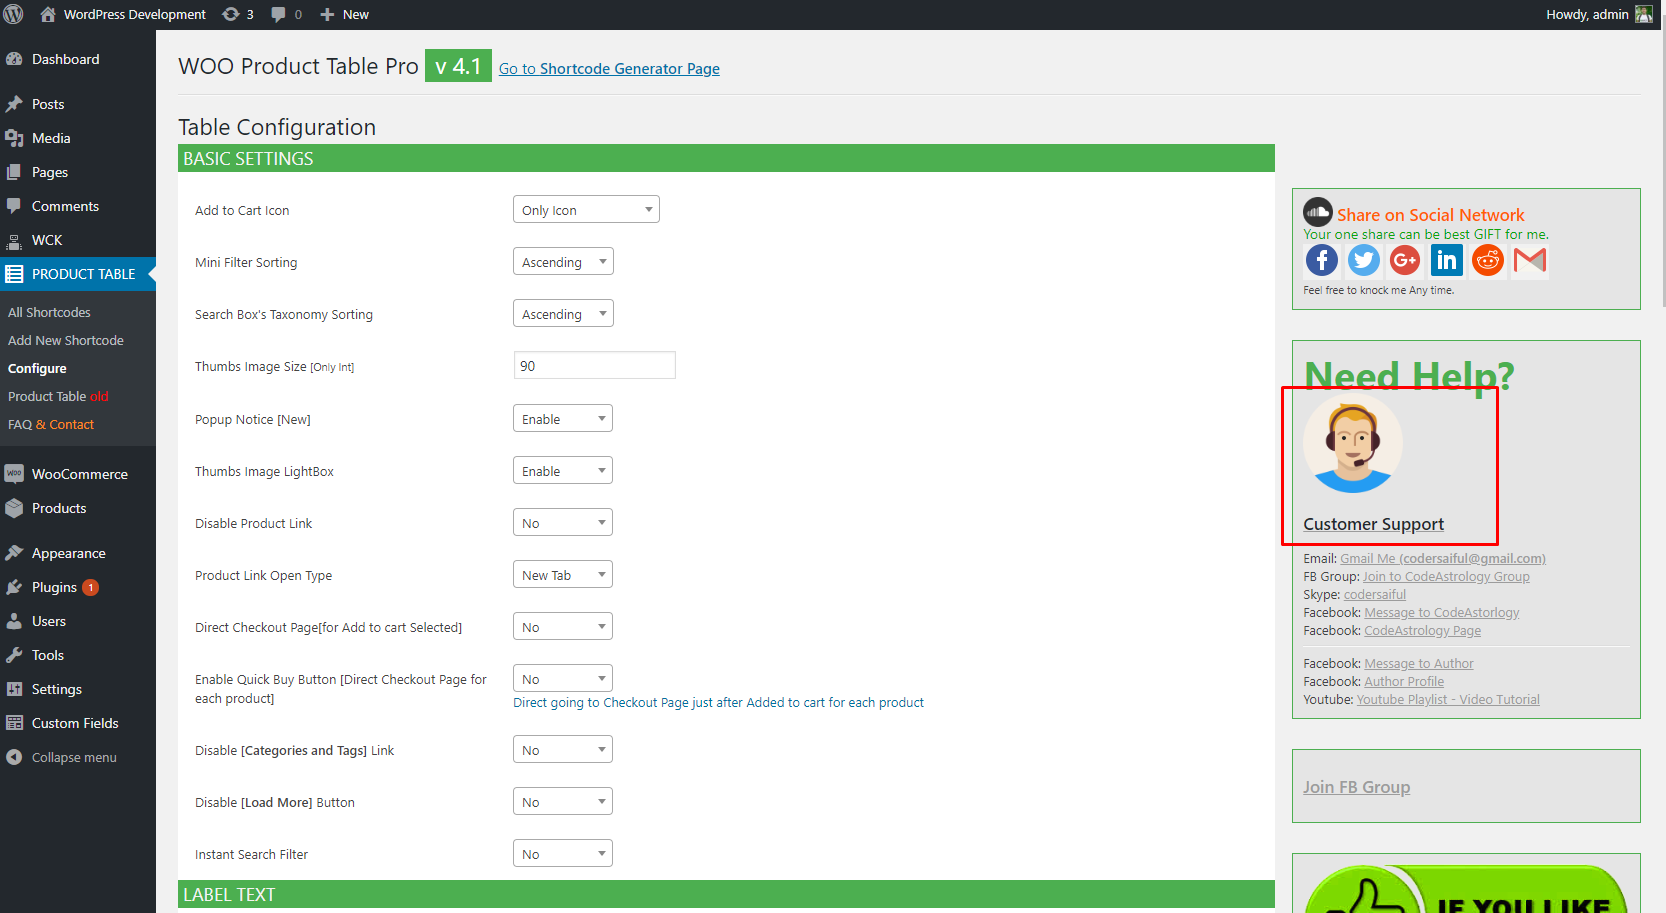 WordPress Development
3
0
New
Howdy, admin
Dashboard
Posts
Media
Pages
Comments
WCK
PRODUCT TABLE
All Shortcodes
Add New Shortcode
Configure
Product Table old
FAQ & Contact
WOO
WooCommerce
Products
Appearance
Plugins 1
Users
Tools
Settings
Custom Fields
Collapse menu
WOO Product Table Pro v 4.1 Go to Shortcode Generator Page
Table Configuration
BASIC SETTINGS
Add to Cart Icon
Only Icon
Mini Filter Sorting
Ascending
Search Box's Taxonomy Sorting
Ascending
Thumbs Image Size [Only Int]
90
Popup Notice [New]
Enable
Thumbs Image LightBox
Enable
Disable Product Link
No
Product Link Open Type
New Tab
Direct Checkout Page[for Add to cart Selected]
No
Enable Quick Buy Button [Direct Checkout Page for
each product]
No
Direct going to Checkout Page just after Added to cart for each product
Disable [Categories and Tags] Link
No
Disable [Load More] Button
No
Instant Search Filter
No
LABEL TEXT
Share on Social Network
Your one share can be best GIFT for me.
f
G+
in
Feel free to knock me Any time.
Need Help?
Customer Support
Email: Gmail Me (codersaiful@gmail.com)
FB Group: Join to CodeAstrology Group
Skype: codersaiful
Facebook: Message to CodeAstorlogy
Facebook: CodeAstrology Page
Facebook: Message to Author
Facebook: Author Profile
Youtube: Youtube Playlist - Video Tutorial
Join FB Group
IF YOU LIKE